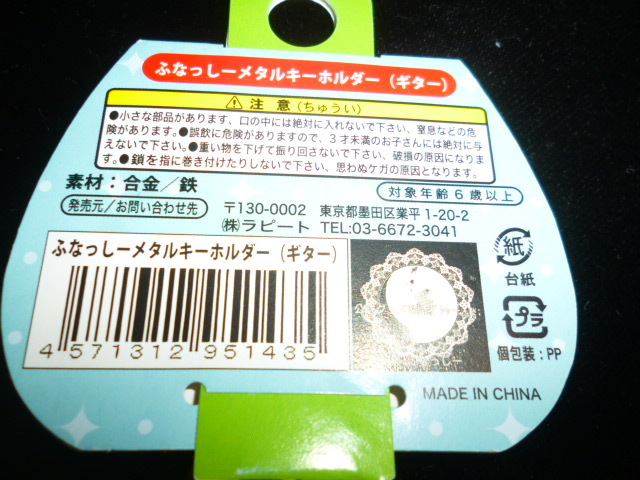 ふなっしーメタルキーホルダー（ギター）
注意(ちゅうい)
●小さな部品があります、口の中には絶対に入れないで下さい、窒息などの危
険があります。●誤飲に危険がありますので、３才未満のお子さんには絶対に与
えないで下さい。●重い物を下げて振り回さないで下さい、破損の原因になりま
す。●鎖を指に巻き付けたりしないで下さい、思わぬケガの原因となります。
素材：合金／鉄
対象年齢６歳以上
発売元／お問い合わせ先
〒130-0002 東京都墨田区業平1-20-2
㈱ラピート TEL:03-6672-3041
ふなっしーメタルキーホルダー（ギター）
4 571312 951435
紙
台紙
プラ
個包装：PP
MADE IN CHINA